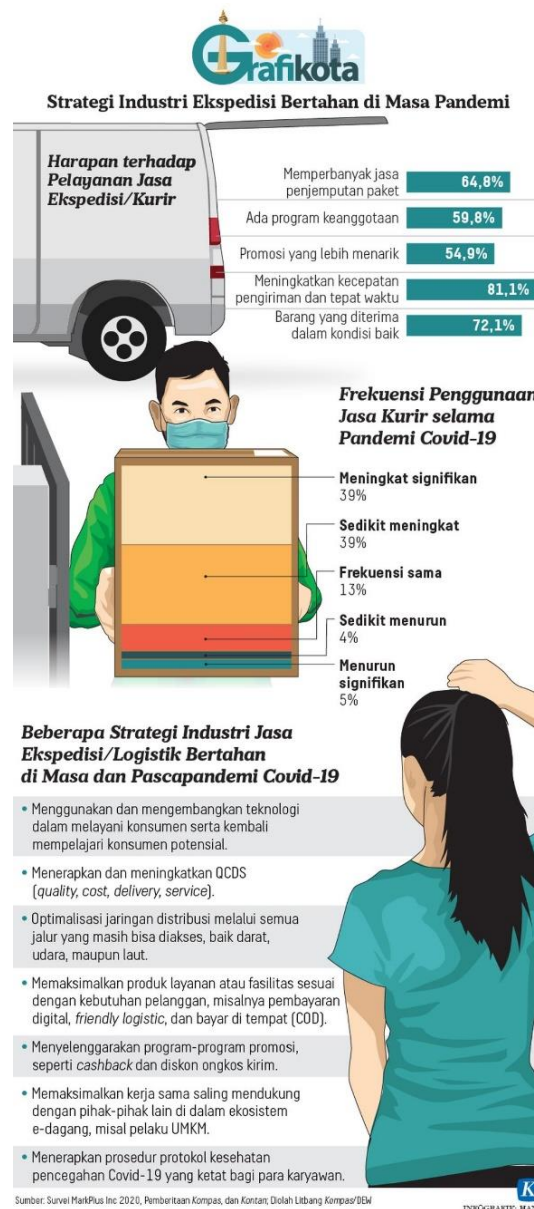 Grafikota
Strategi Industri Ekspedisi Bertahan di Masa Pandemi
Harapan terhadap
Pelayanan Jasa
Ekspedisi/Kurir
Memperbanyak jasa
penjemputan paket
64,8%
Ada program keanggotaan
59,8%
Promosi yang lebih menarik
54,9%
Meningkatkan kecepatan
pengiriman dan tepat waktu
81,1%
Barang yang diterima
dalam kondisi baik
72,1%
Frekuensi Penggunaan
Jasa Kurir selama
Pandemi Covid-19
Meningkat signifikan
39%
Sedikit meningkat
39%
Frekuensi sama
13%
Sedikit menurun
4%
Menurun
signifikan
5%
Beberapa Strategi Industri Jasa
Ekspedisi/Logistik Bertahan
di Masa dan Pascapandemi Covid-19
• Menggunakan dan mengembangkan teknologi
dalam melayani konsumen serta kembali
mempelajari konsumen potensial.
• Menerapkan dan meningkatkan QCDS
(quality, cost, delivery, service).
• Optimalisasi jaringan distribusi melalui semua
jalur yang masih bisa diakses, baik darat,
udara, maupun laut.
• Memaksimalkan produk layanan atau fasilitas sesuai
dengan kebutuhan pelanggan, misalnya pembayaran
digital, friendly logistic, dan bayar di tempat (COD).
• Menyelenggarakan program-program promosi,
seperti cashback dan diskon ongkos kirim.
• Memaksimalkan kerja sama saling mendukung
dengan pihak-pihak lain di dalam ekosistem
e-dagang, misal pelaku UMKM.
• Menerapkan prosedur protokol kesehatan
pencegahan Covid-19 yang ketat bagi para karyawan.
Sumber: Survei MarkPlus Inc 2020, Pemberitaan Kompas, dan Kontan; Diolah Litbang Kompas/DEW
K